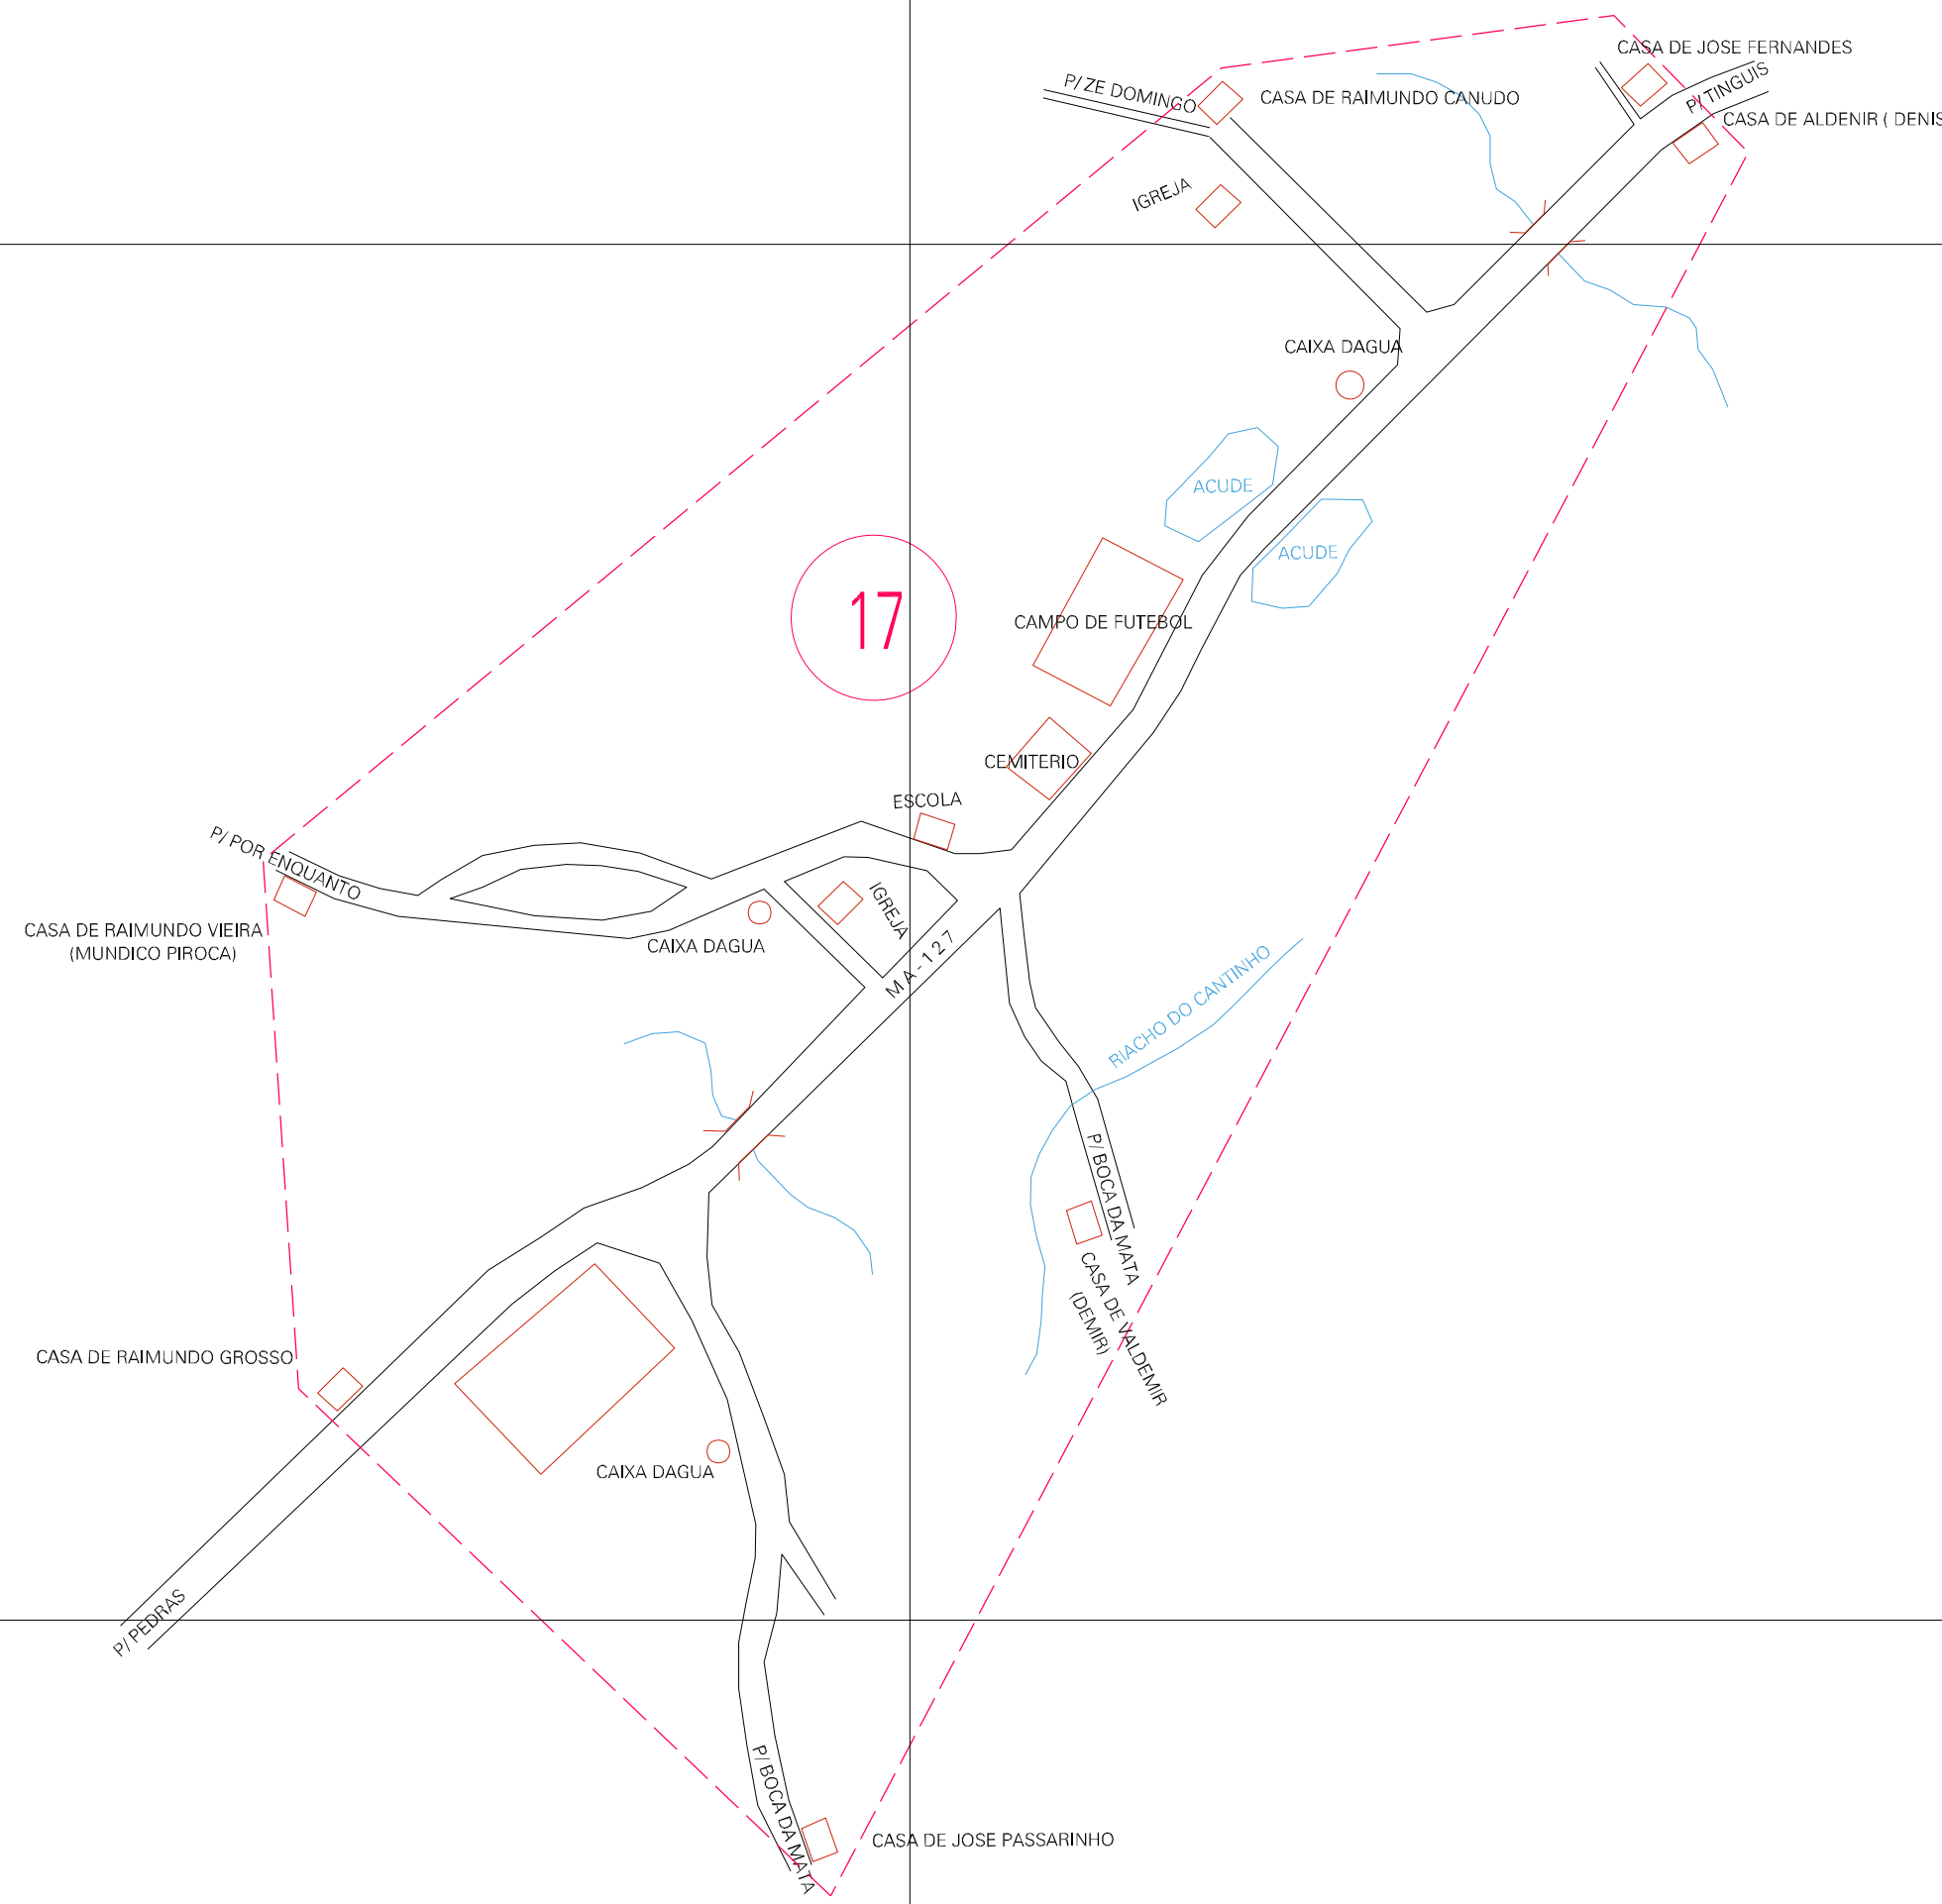 CASA DE JOSE FERNANDES
P/ ZE DOMINGO
CASA DE RAIMUNDO CANUDO
P/ TINGUIS
CASA DE ALDENIR ( DENIS
IGREJA
CAIXA DAGUA
ACUDE
ACUDE
17
CAMPO DE FUTEBOL
CEMITERIO
ESCOLA
P/ POR ENQUANTO
IGREJA
CASA DE RAIMUNDO VIEIRA
(MUNDICO PIROCA)
CAIXA DAGUA
MA-127
RIACHO DO CANTINHO
P/ BOCA DA MATA
CASA DE VALDEMIR
(DEMIR)
CASA DE RAIMUNDO GROSSO
CAIXA DAGUA
P/ PEDRAS
P/ BOCA DA MATA
CASA DE JOSE PASSARINHO